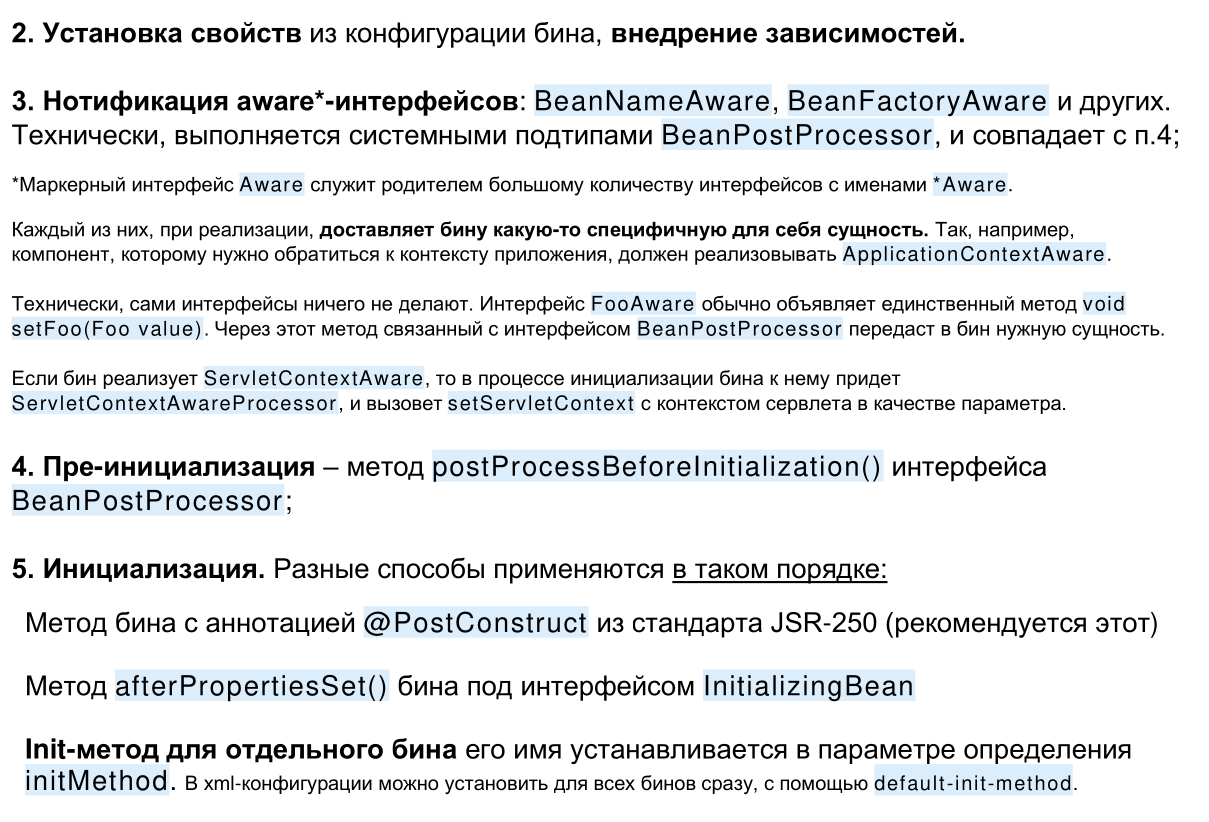 2. Установка свойств из конфигурации бина, внедрение зависимостей.
3. Нотификация aware*-интерфейсов: BeanNameAware, BeanFactoryAware и других.
Технически, выполняется системными подтипами BeanPostProcessor, и совпадает с п.4;
*Маркерный интерфейс Aware служит родителем большому количеству интерфейсов с именами *Aware.
Каждый из них, при реализации, доставляет бину какую-то специфичную для себя сущность. Так, например,
компонент, которому нужно обратиться к контексту приложения, должен реализовывать ApplicationContextAware.
Технически, сами интерфейсы ничего не делают. Интерфейс FooAware обычно объявляет единственный метод void
setFoo(Foo value). Через этот метод связанный с интерфейсом BeanPostProcessor передаст в бин нужную сущность.
Если бин реализует ServletContextAware, то в процессе инициализации бина к нему придет
ServletContextAwareProcessor, и вызовет setServletContext с контекстом сервлета в качестве параметра.
4. Пре-инициализация – метод postProcessBeforeInitialization() интерфейса
BeanPostProcessor;
5. Инициализация. Разные способы применяются в таком порядке:
Метод бина с аннотацией @PostConstruct из стандарта JSR-250 (рекомендуется этот)
Метод afterPropertiesSet() бина под интерфейсом InitializingBean
Init-метод для отдельного бина его имя устанавливается в параметре определения
initMethod. В xml-конфигурации можно установить для всех бинов сразу, с помощью default-init-method.